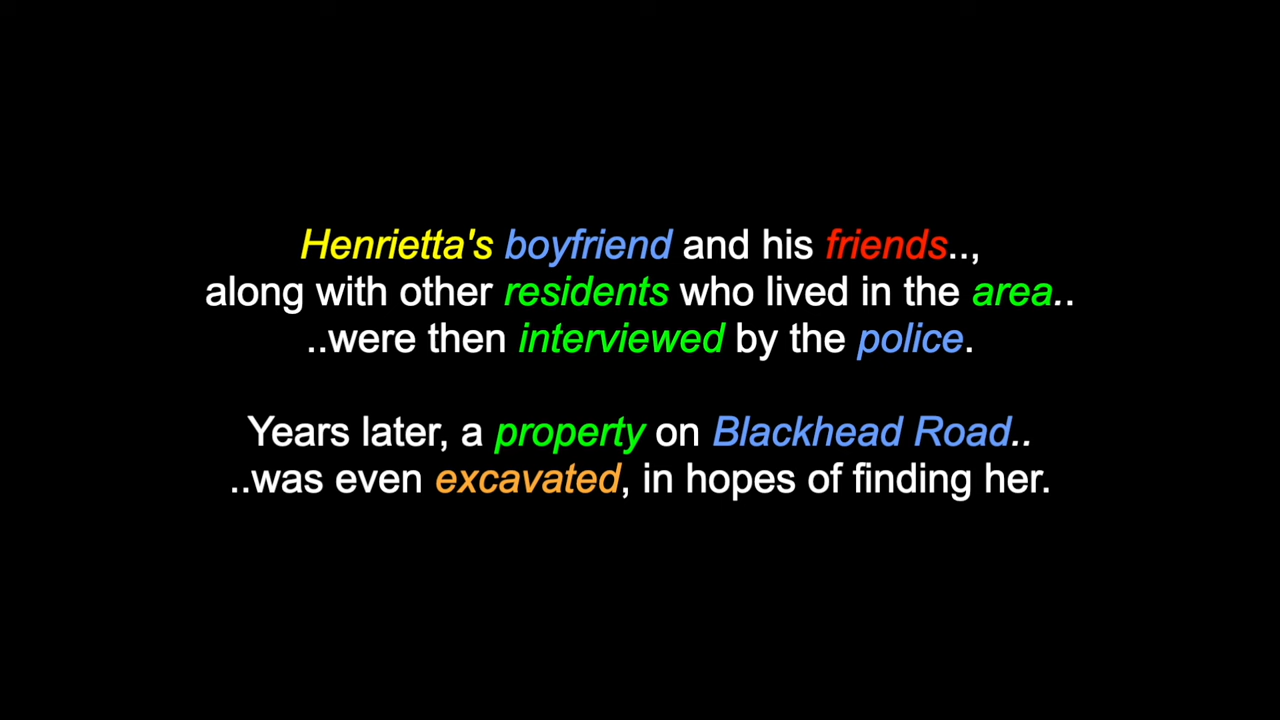 Henrietta's boyfriend and his friends..,
along with other residents who lived in the area..
..were then interviewed by the police.
Years later, a property on Blackhead Road..
..was even excavated, in hopes of finding her.